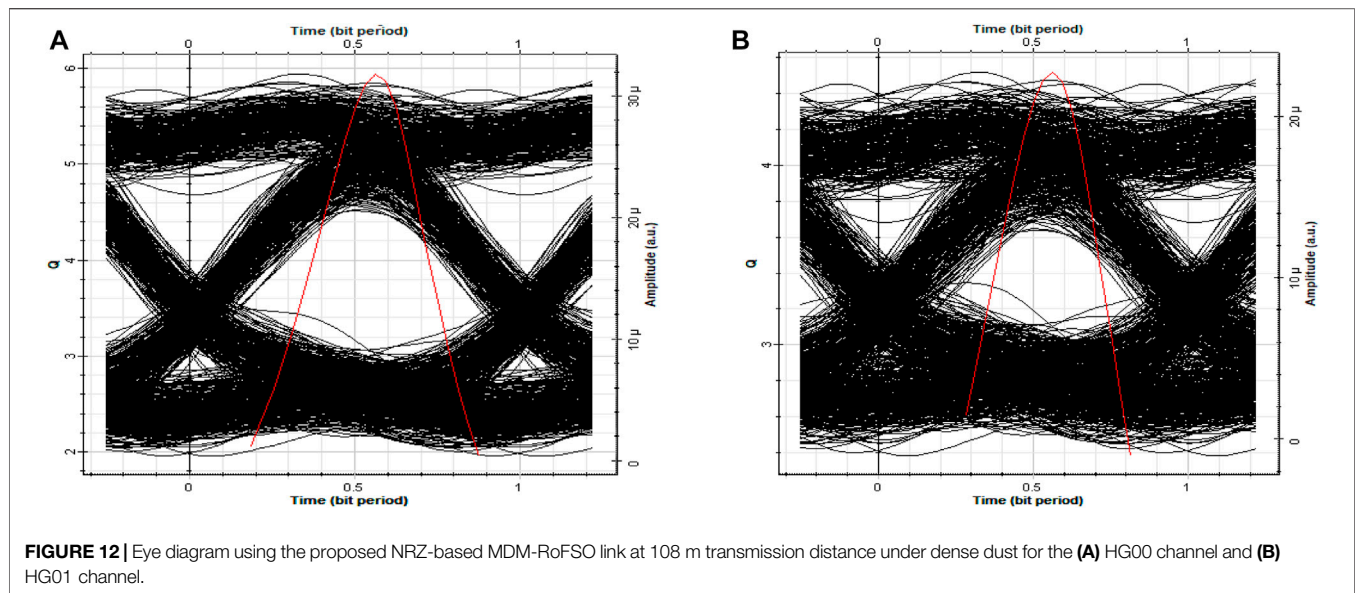 A
Time (bit period)
0 0.5 1
6
5
4
3
2
Q
30 µ
20 µ
10 µ
0
Amplitude (a.u.)
0 0.5 1
Time (bit period)
B
Time (bit period)
0 0.5 1
4
3
Q
20 µ
10 µ
0
Amplitude (a.u.)
0 0.5 1
Time (bit period)
FIGURE 12 | Eye diagram using the proposed NRZ-based MDM-RoFSO link at 108 m transmission distance under dense dust for the (A) HG00 channel and (B)
HG01 channel.